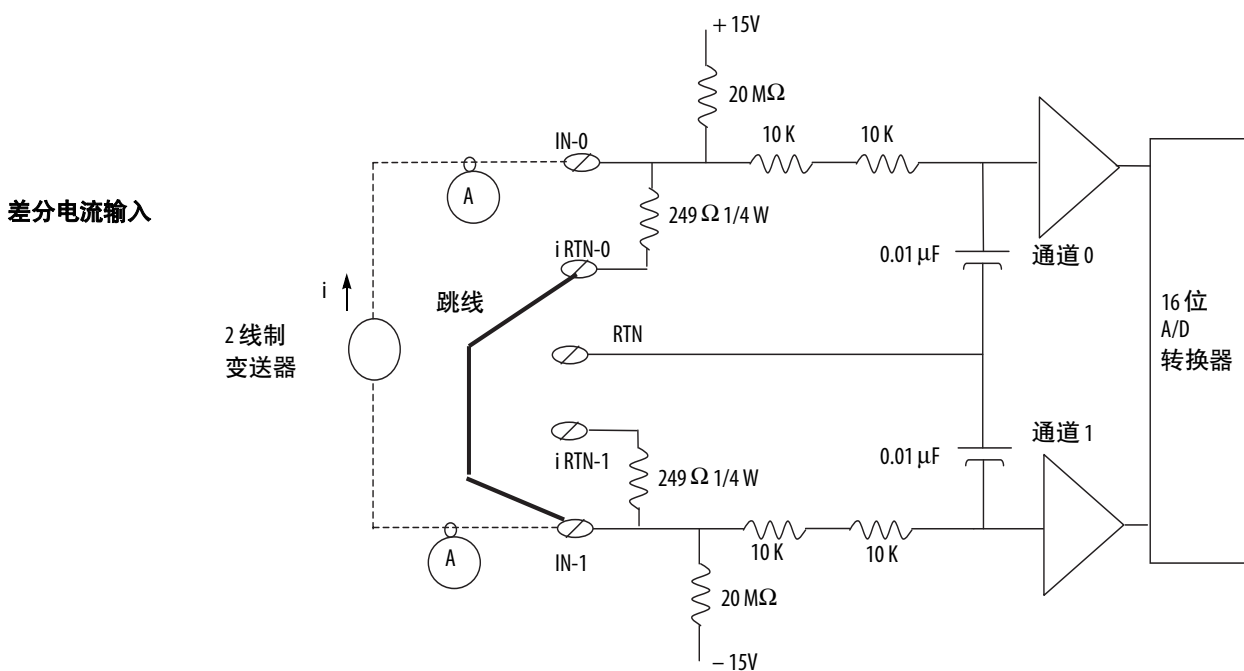 + 15V
20 MΩ
10 K
10 K
IN-0
A
差分电流输入
249 Ω 1/4 W
i RTN-0
0.01 µF
通道 0
i
跳线
16 位
A/D
转换器
2 线制
变送器
RTN
通道 1
i RTN-1
0.01 µF
249 Ω 1/4 W
A
IN-1
10 K
10 K
20 MΩ
– 15V